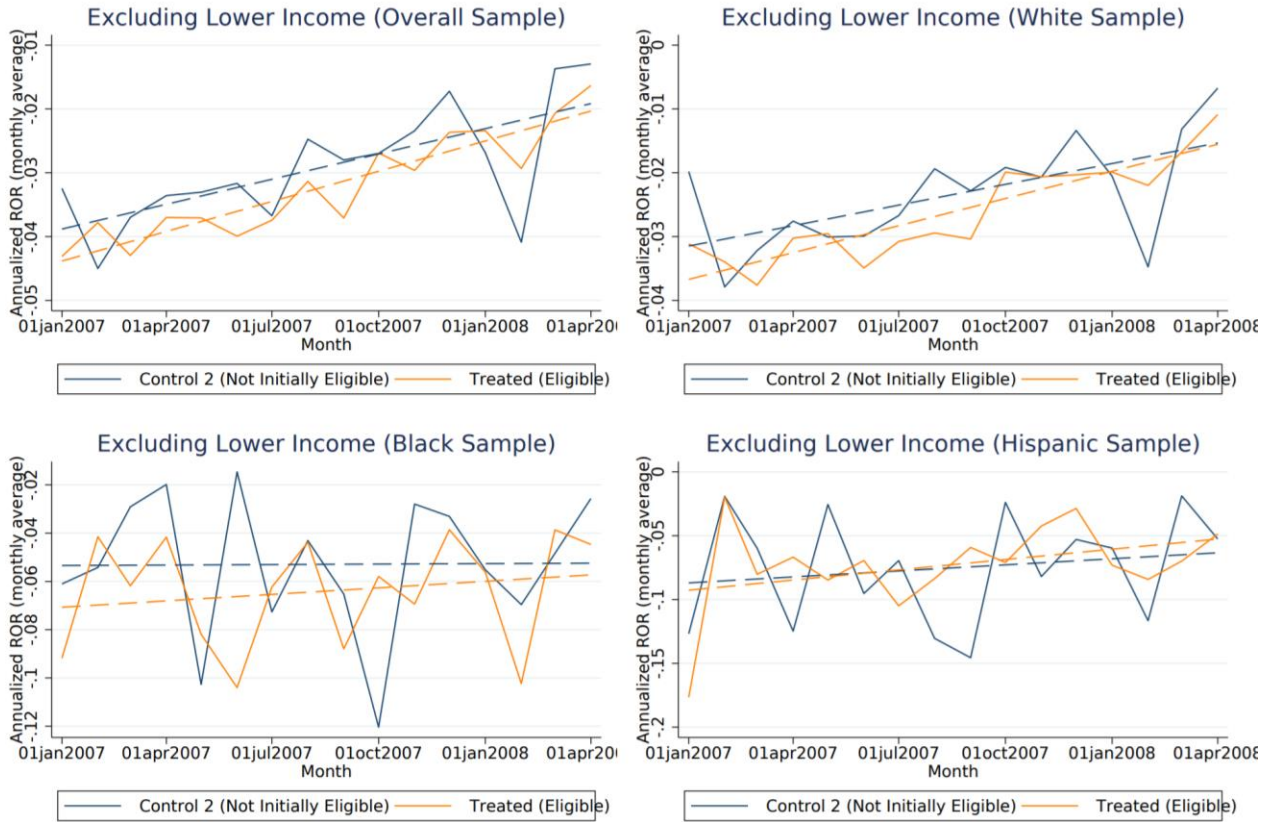 Excluding Lower Income (Overall Sample)
Annualized ROR (monthly average)
-.01
-.02
-.03
-.04
-.05
01jan2007 01apr2007 01jul2007 01oct2007 01jan2008 01apr20
Month
Control 2 (Not Initially Eligible) Treated (Eligible)
Excluding Lower Income (White Sample)
Annualized ROR (monthly average)
0
-.01
-.02
-.03
-.04
01jan2007 01apr2007 01jul2007 01oct2007 01jan2008 01apr2008
Month
Control 2 (Not Initially Eligible) Treated (Eligible)
Excluding Lower Income (Black Sample)
Annualized ROR (monthly average)
-.02
-.04
-.06
-.08
-.1
-.12
01jan2007 01apr2007 01jul2007 01oct2007 01jan2008 01apr20
Month
Control 2 (Not Initially Eligible) Treated (Eligible)
Excluding Lower Income (Hispanic Sample)
Annualized ROR (monthly average)
0
-.05
-.1
-.15
-.2
01jan2007 01apr2007 01jul2007 01oct2007 01jan2008 01apr2008
Month
Control 2 (Not Initially Eligible) Treated (Eligible)